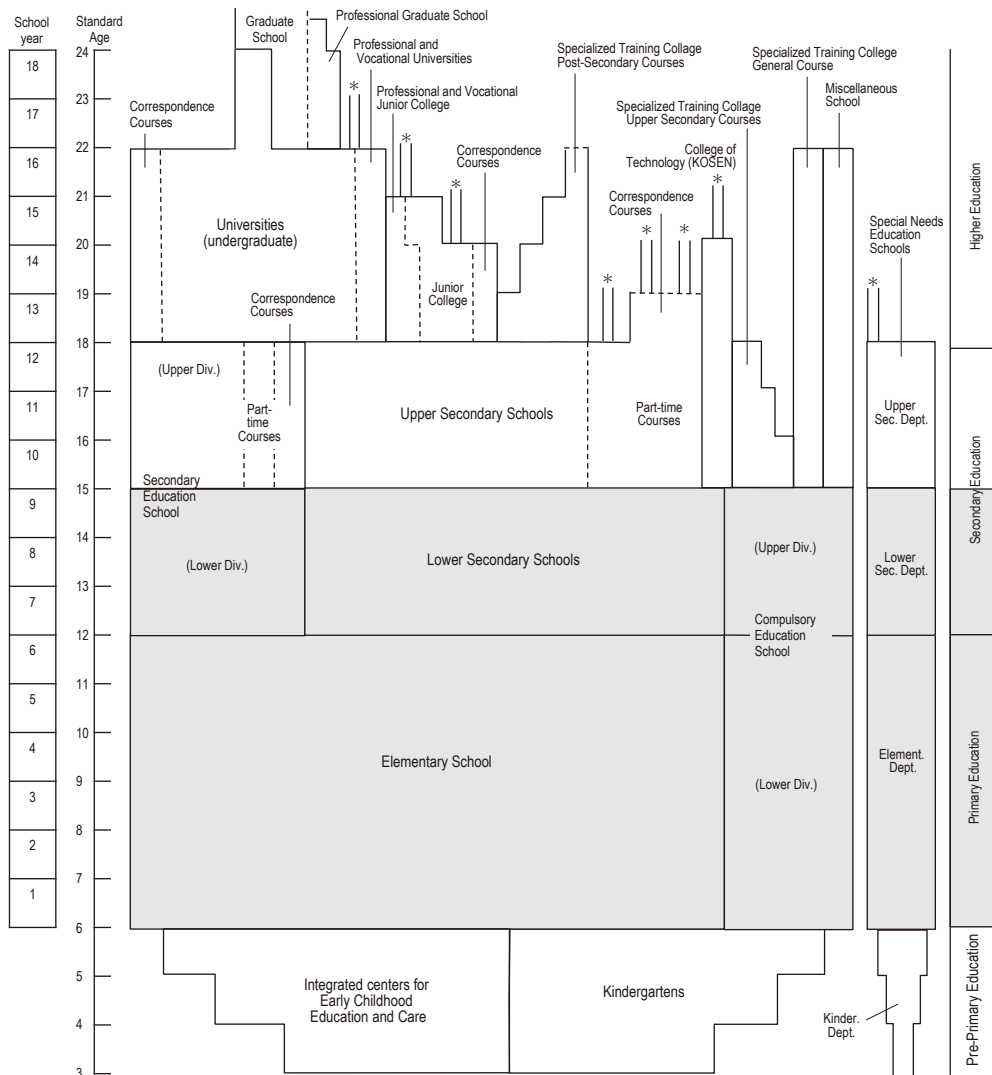 School
year
Standard
Age
18
17
16
15
14
13
12
11
10
9
8
7
6
5
4
3
2
1
24
23
22
21
20
19
18
17
16
15
14
13
12
11
10
9
8
7
6
5
4
3
Graduate
School
Professional Graduate School
Professional and
Vocational Universities
Professional and Vocational
Junior College
Correspondence
Courses
Correspondence
Courses
Specialized Training Collage
Post-Secondary Courses
Specialized Training Collage
Upper Secondary Courses
College of
Technology (KOSEN)
Correspondence
Courses
Specialized Training College
General Course
Miscellaneous
School
Special Needs
Education
Schools
*
*
*
*
*
*
*
*
Universities
(undergraduate)
Junior
College
Correspondence
Courses
(Upper Div.)
Part-
time
Courses
Upper Secondary Schools
Part-time
Courses
Upper
Sec. Dept.
Secondary
Education
School
(Lower Div.)
Lower Secondary Schools
(Upper Div.)
Lower
Sec. Dept.
Compulsory
Education
School
Elementary School
(Lower Div.)
Element.
Dept.
Integrated centers for
Early Childhood
Education and Care
Kindergartens
Kinder.
Dept.
Higher Education
Secondary Education
Primary Education
Pre-Primary Education